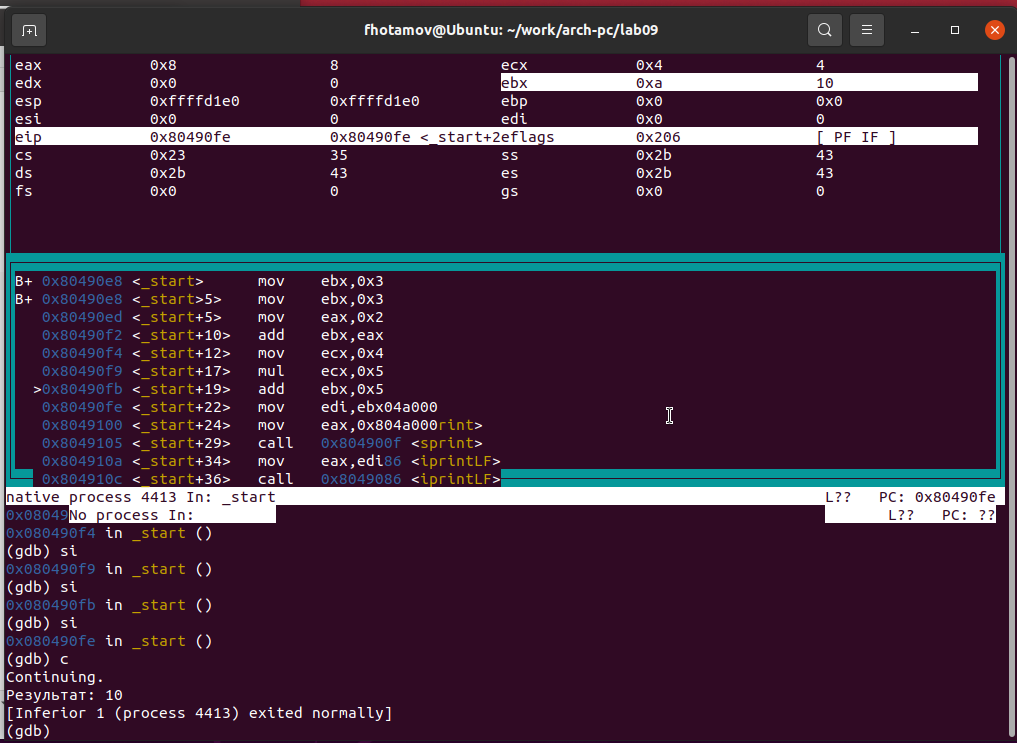 fhotamov@Ubuntu: ~/work/arch-pc/lab09
eax 0x8 8 ecx 0x4 4
edx 0x0 0 ebx 0xa 10
esp 0xffffd1e0 0xffffd1e0 ebp 0x0 0x0
esi 0x0 0 edi 0x0 0
eip 0x80490fe 0x80490fe <_start+2eflags 0x206 [ PF IF ]
cs 0x23 35 ss 0x2b 43
ds 0x2b 43 es 0x2b 43
fs 0x0 0 gs 0x0 0
B+ 0x80490e8 <_start> mov ebx,0x3
B+ 0x80490e8 <_start>5> mov ebx,0x3
0x80490ed <_start+5> mov eax,0x2
0x80490f2 <_start+10> add ebx,eax
0x80490f4 <_start+12> mov ecx,0x4
0x80490f9 <_start+17> mul ecx,0x5
>0x80490fb <_start+19> add ebx,0x5
0x80490fe <_start+22> mov edi,ebx04a000
0x8049100 <_start+24> mov eax,0x804a000rint>
0x8049105 <_start+29> call 0x804900f <sprint>
0x804910a <_start+34> mov eax,edi86 <iprintLF>
0x804910c <_start+36> call 0x8049086 <iprintLF>
native process 4413 In: _start L?? PC: 0x80490fe
0x08049No process In: L?? PC: ??
0x080490f4 in _start ()
(gdb) si
0x080490f9 in _start ()
(gdb) si
0x080490fb in _start ()
(gdb) si
0x080490fe in _start ()
(gdb) c
Continuing.
Результат: 10
[Inferior 1 (process 4413) exited normally]
(gdb)